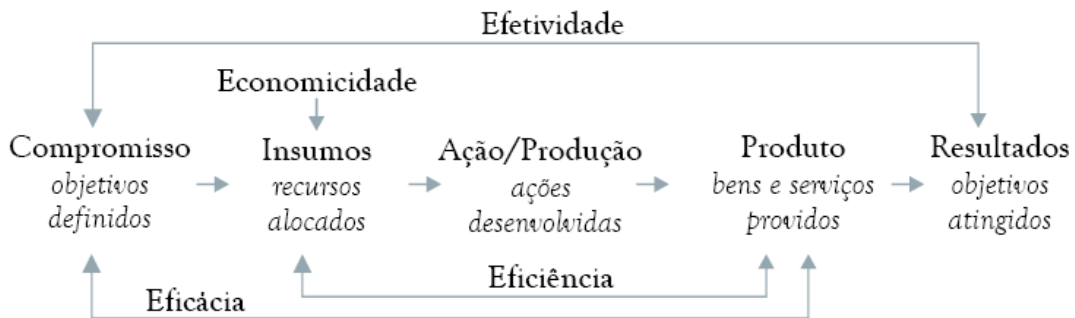 Efetividade
Economicidade
Compromisso
objetivos
definidos
Insumos
recursos
alocados
Ação/Produção
ações
desenvolvidas
Produto
bens e serviços
providos
Resultados
objetivos
atingidos
Eficiência
Eficácia